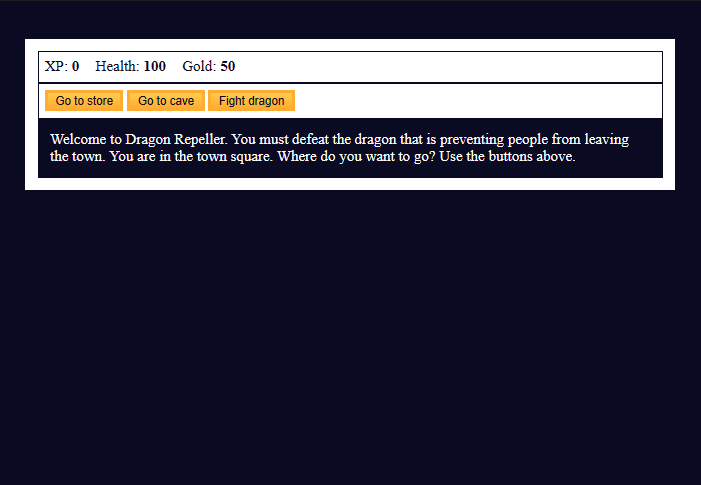 XP: 0 Health: 100 Gold: 50
Go to store Go to cave Fight dragon
Welcome to Dragon Repeller. You must defeat the dragon that is preventing people from leaving
the town. You are in the town square. Where do you want to go? Use the buttons above.